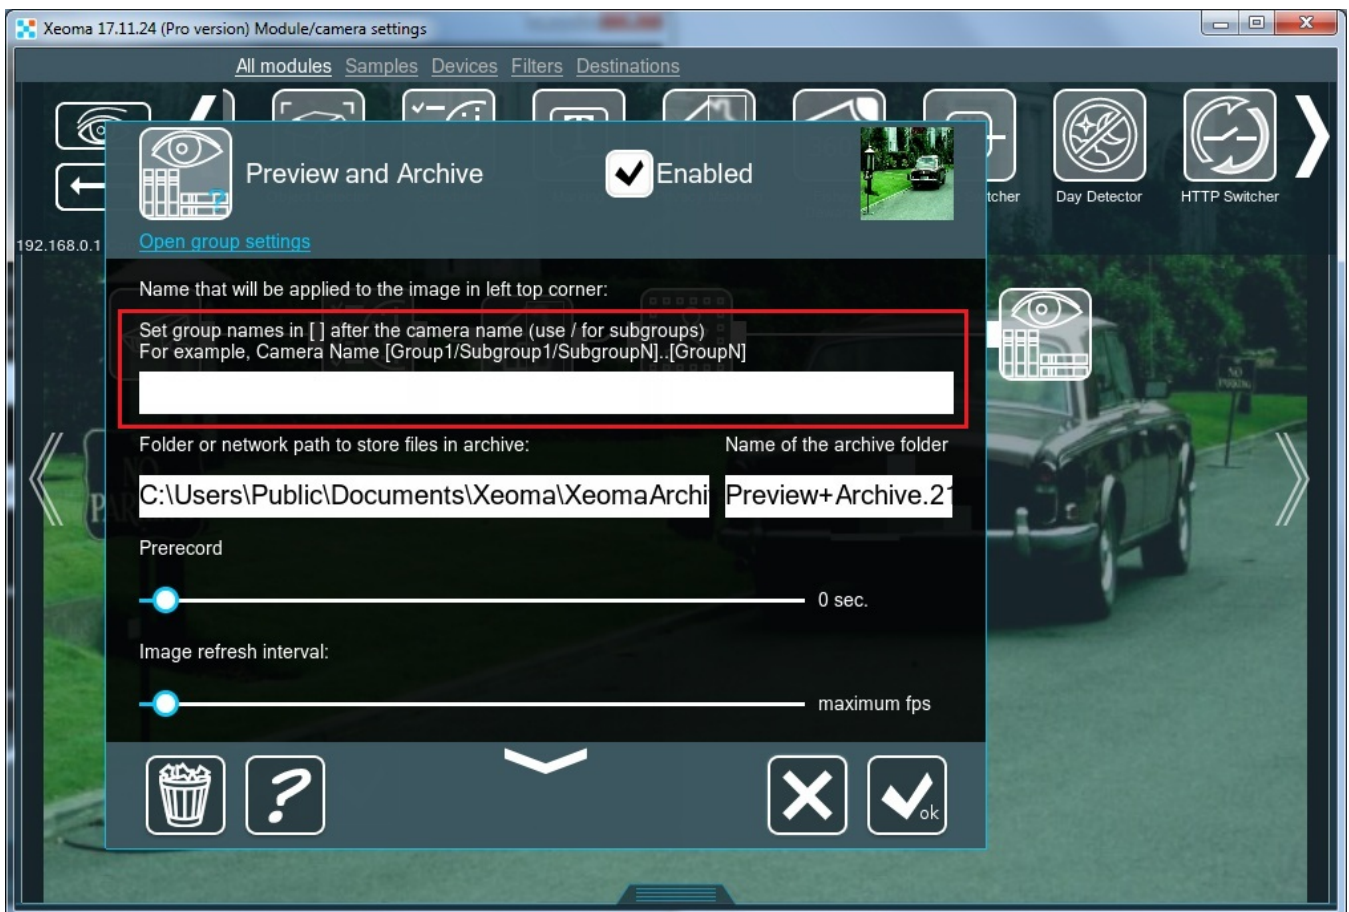 Xeoma 17.11.24 (Pro version) Module/camera settings
All modules Samples Devices Filters Destinations
Preview and Archive
Enabled
tcher
Day Detector
HTTP Switcher
192.168.0.1
Open group settings
Name that will be applied to the image in left top corner:
Set group names in [ ] after the camera name (use / for subgroups)
For example, Camera Name [Group1/Subgroup1/SubgroupN]..[GroupN]
NO
PARKING
Folder or network path to store files in archive:
Name of the archive folder
C:\Users\Public\Documents\Xeoma\XeomaArchi
Preview+Archive.21
Prerecord
0 sec.
Image refresh interval:
maximum fps
?
ok